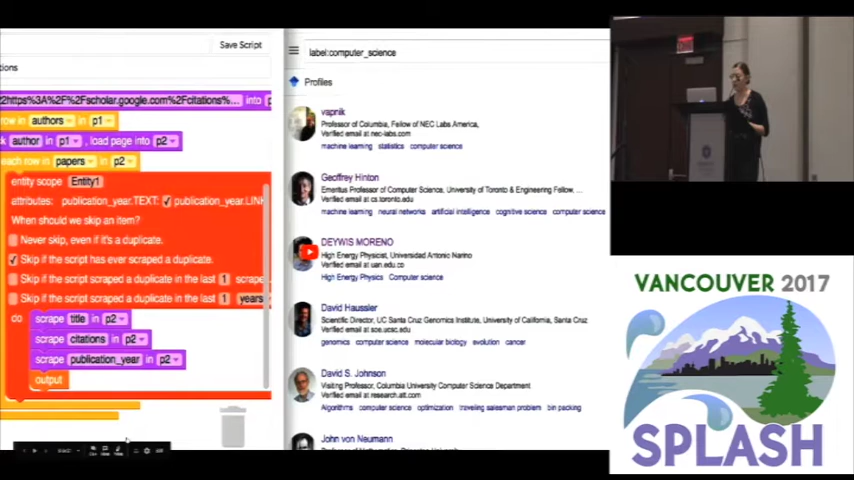 Save Script
tions
2https%3A%2F%2Fscholar.google.com%2Fcitations%... into p
row in authors in p1
ck author in p1, load page into p2
each row in papers in p2
entity scope Entity1
attributes: publication_year.TEXT: publication_year.LINK
When should we skip an item?
Never skip, even if it's a duplicate.
Skip if the script has ever scraped a duplicate.
Skip if the script scraped a duplicate in the last 1 scrape
Skip if the script scraped a duplicate in the last 1 years
do scrape title in p2
scrape citations in p2
scrape publication_year in p2
output
label:computer_science
Profiles
vapnik
Professor of Columbia, Fellow of NEC Labs America,
Verified email at nec-labs.com
machine learning statistics computer science
Geoffrey Hinton
Emeritus Professor of Computer Science, University of Toronto & Engineering Fellow, ...
Verified email at cs.toronto.edu
machine learning neural networks artificial intelligence cognitive science computer science
DEYWIS MORENO
High Energy Physicist, Universidad Antonio Narino
Verified email at uan.edu.co
High Energy Physics Computer science
David Haussler
Scientific Director, UC Santa Cruz Genomics Institute, University of California, Santa Cruz
Verified email at soe.ucsc.edu
genomics computer science molecular biology evolution cancer
David S. Johnson
Visiting Professor, Columbia University Computer Science Department
Verified email at research.att.com
Algorithms computer science optimization traveling salesman problem bin packing
John von Neumann
VANCOUVER 2017
SPLASH